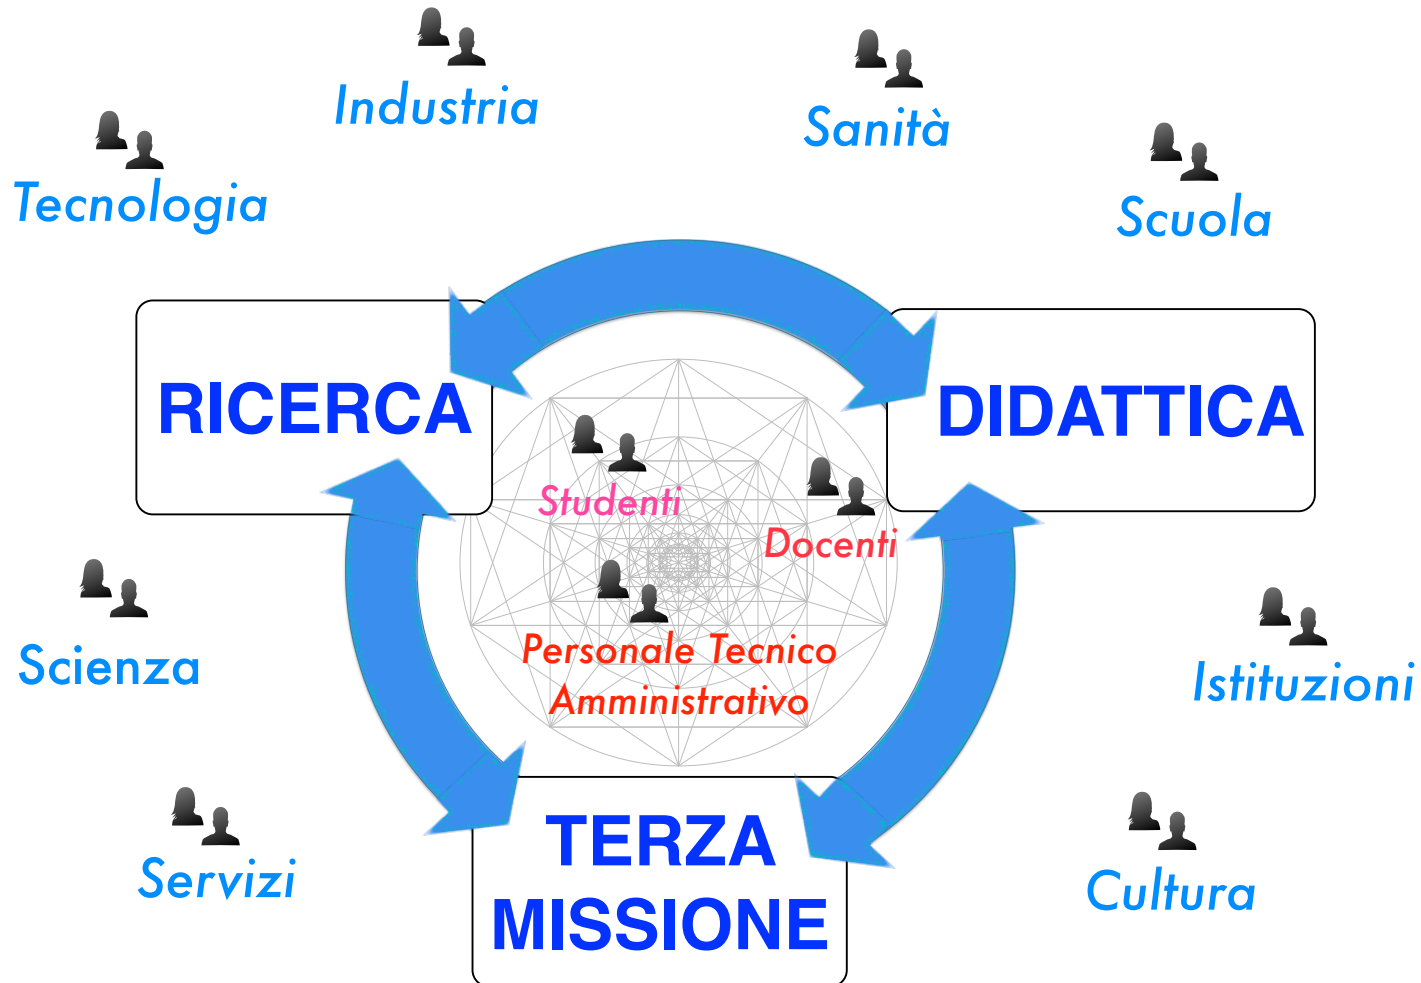 Industria
Sanità
Tecnologia
Scuola
RICERCA
DIDATTICA
Studenti
Docenti
Personale Tecnico
Amministrativo
Scienza
Istituzioni
TERZA
MISSIONE
Servizi
Cultura